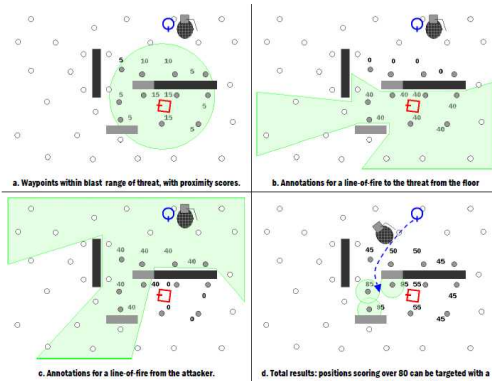 5 10 10
5
5 15 15
5
5 15
5
a. Waypoints within blast range of threat, with proximity scores.
0 0 0
0
40 40 40
40
40 40
40
b. Annotations for a line-of-fire to the threat from the floor
40 40 40
40
40 40 0
0
40 0
0
c. Annotations for a line-of-fire from the attacker.
45 50 50
45
85 95 55
45
55
45
d. Total results: positions scoring over 80 can be targeted with a